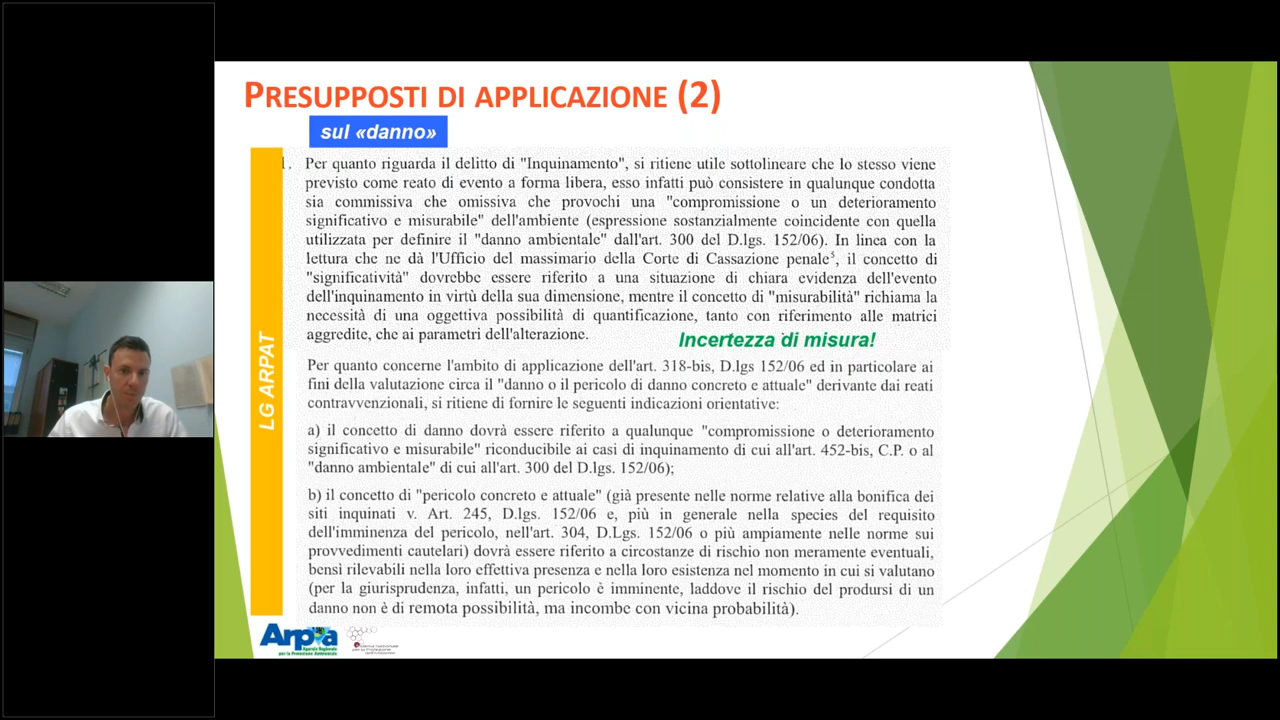 PRESUPPOSTI DI APPLICAZIONE (2)
sul «danno»
1. Per quanto riguarda il delitto di "Inquinamento", si ritiene utile sottolineare che lo stesso viene
previsto come reato di evento a forma libera, esso infatti può consistere in qualunque condotta
sia commissiva che omissiva che provochi una "compromissione o un deterioramento
significativo e misurabile" dell'ambiente (espressione sostanzialmente coincidente con quella
utilizzata per definire il "danno ambientale" dall'art. 300 del D.lgs. 152/06). In linea con la
lettura che ne dà l'Ufficio del massimario della Corte di Cassazione penale⁵, il concetto di
"significatività" dovrebbe essere riferito a una situazione di chiara evidenza dell'evento
dell'inquinamento in virtù della sua dimensione, mentre il concetto di "misurabilità" richiama la
necessità di una oggettiva possibilità di quantificazione, tanto con riferimento alle matrici
aggredite, che ai parametri dell'alterazione.
Incertezza di misura!
Per quanto concerne l'ambito di applicazione dell'art. 318-bis, D.lgs 152/06 ed in particolare ai
fini della valutazione circa il "danno o il pericolo di danno concreto e attuale" derivante dai reati
contravvenzionali, si ritiene di fornire le seguenti indicazioni orientative:
a) il concetto di danno dovrà essere riferito a qualunque "compromissione o deterioramento
significativo e misurabile" riconducibile ai casi di inquinamento di cui all'art. 452-bis, C.P. o al
"danno ambientale" di cui all'art. 300 del D.lgs. 152/06);
b) il concetto di "pericolo concreto e attuale" (già presente nelle norme relative alla bonifica dei
siti inquinati v. Art. 245, D.lgs. 152/06 e, più in generale nella species del requisito
dell'imminenza del pericolo, nell'art. 304, D.Lgs. 152/06 o più ampiamente nelle norme sui
provvedimenti cautelari) dovrà essere riferito a circostanze di rischio non meramente eventuali,
bensì rilevabili nella loro effettiva presenza e nella loro esistenza nel momento in cui si valutano
(per la giurisprudenza, infatti, un pericolo è imminente, laddove il rischio del prodursi di un
danno non è di remota possibilità, ma incombe con vicina probabilità).
LG ARPAT
Arpa
Agenzia Regionale
per la Protezione Ambientale